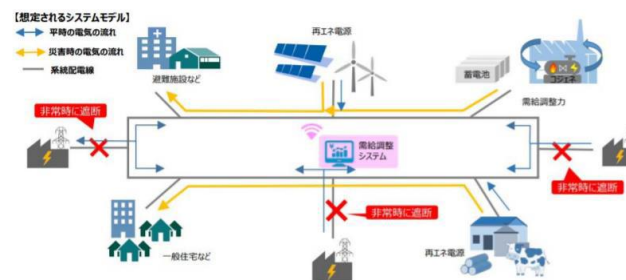 【想定されるシステムモデル】
平時の電気の流れ
災害時の電気の流れ
系統配電線
避難施設など
再エネ電源
蓄電池
コジェネ
需給調整力
非常時に遮断
需給調整
システム
非常時に遮断
非常時に遮断
一般住宅など
再エネ電源